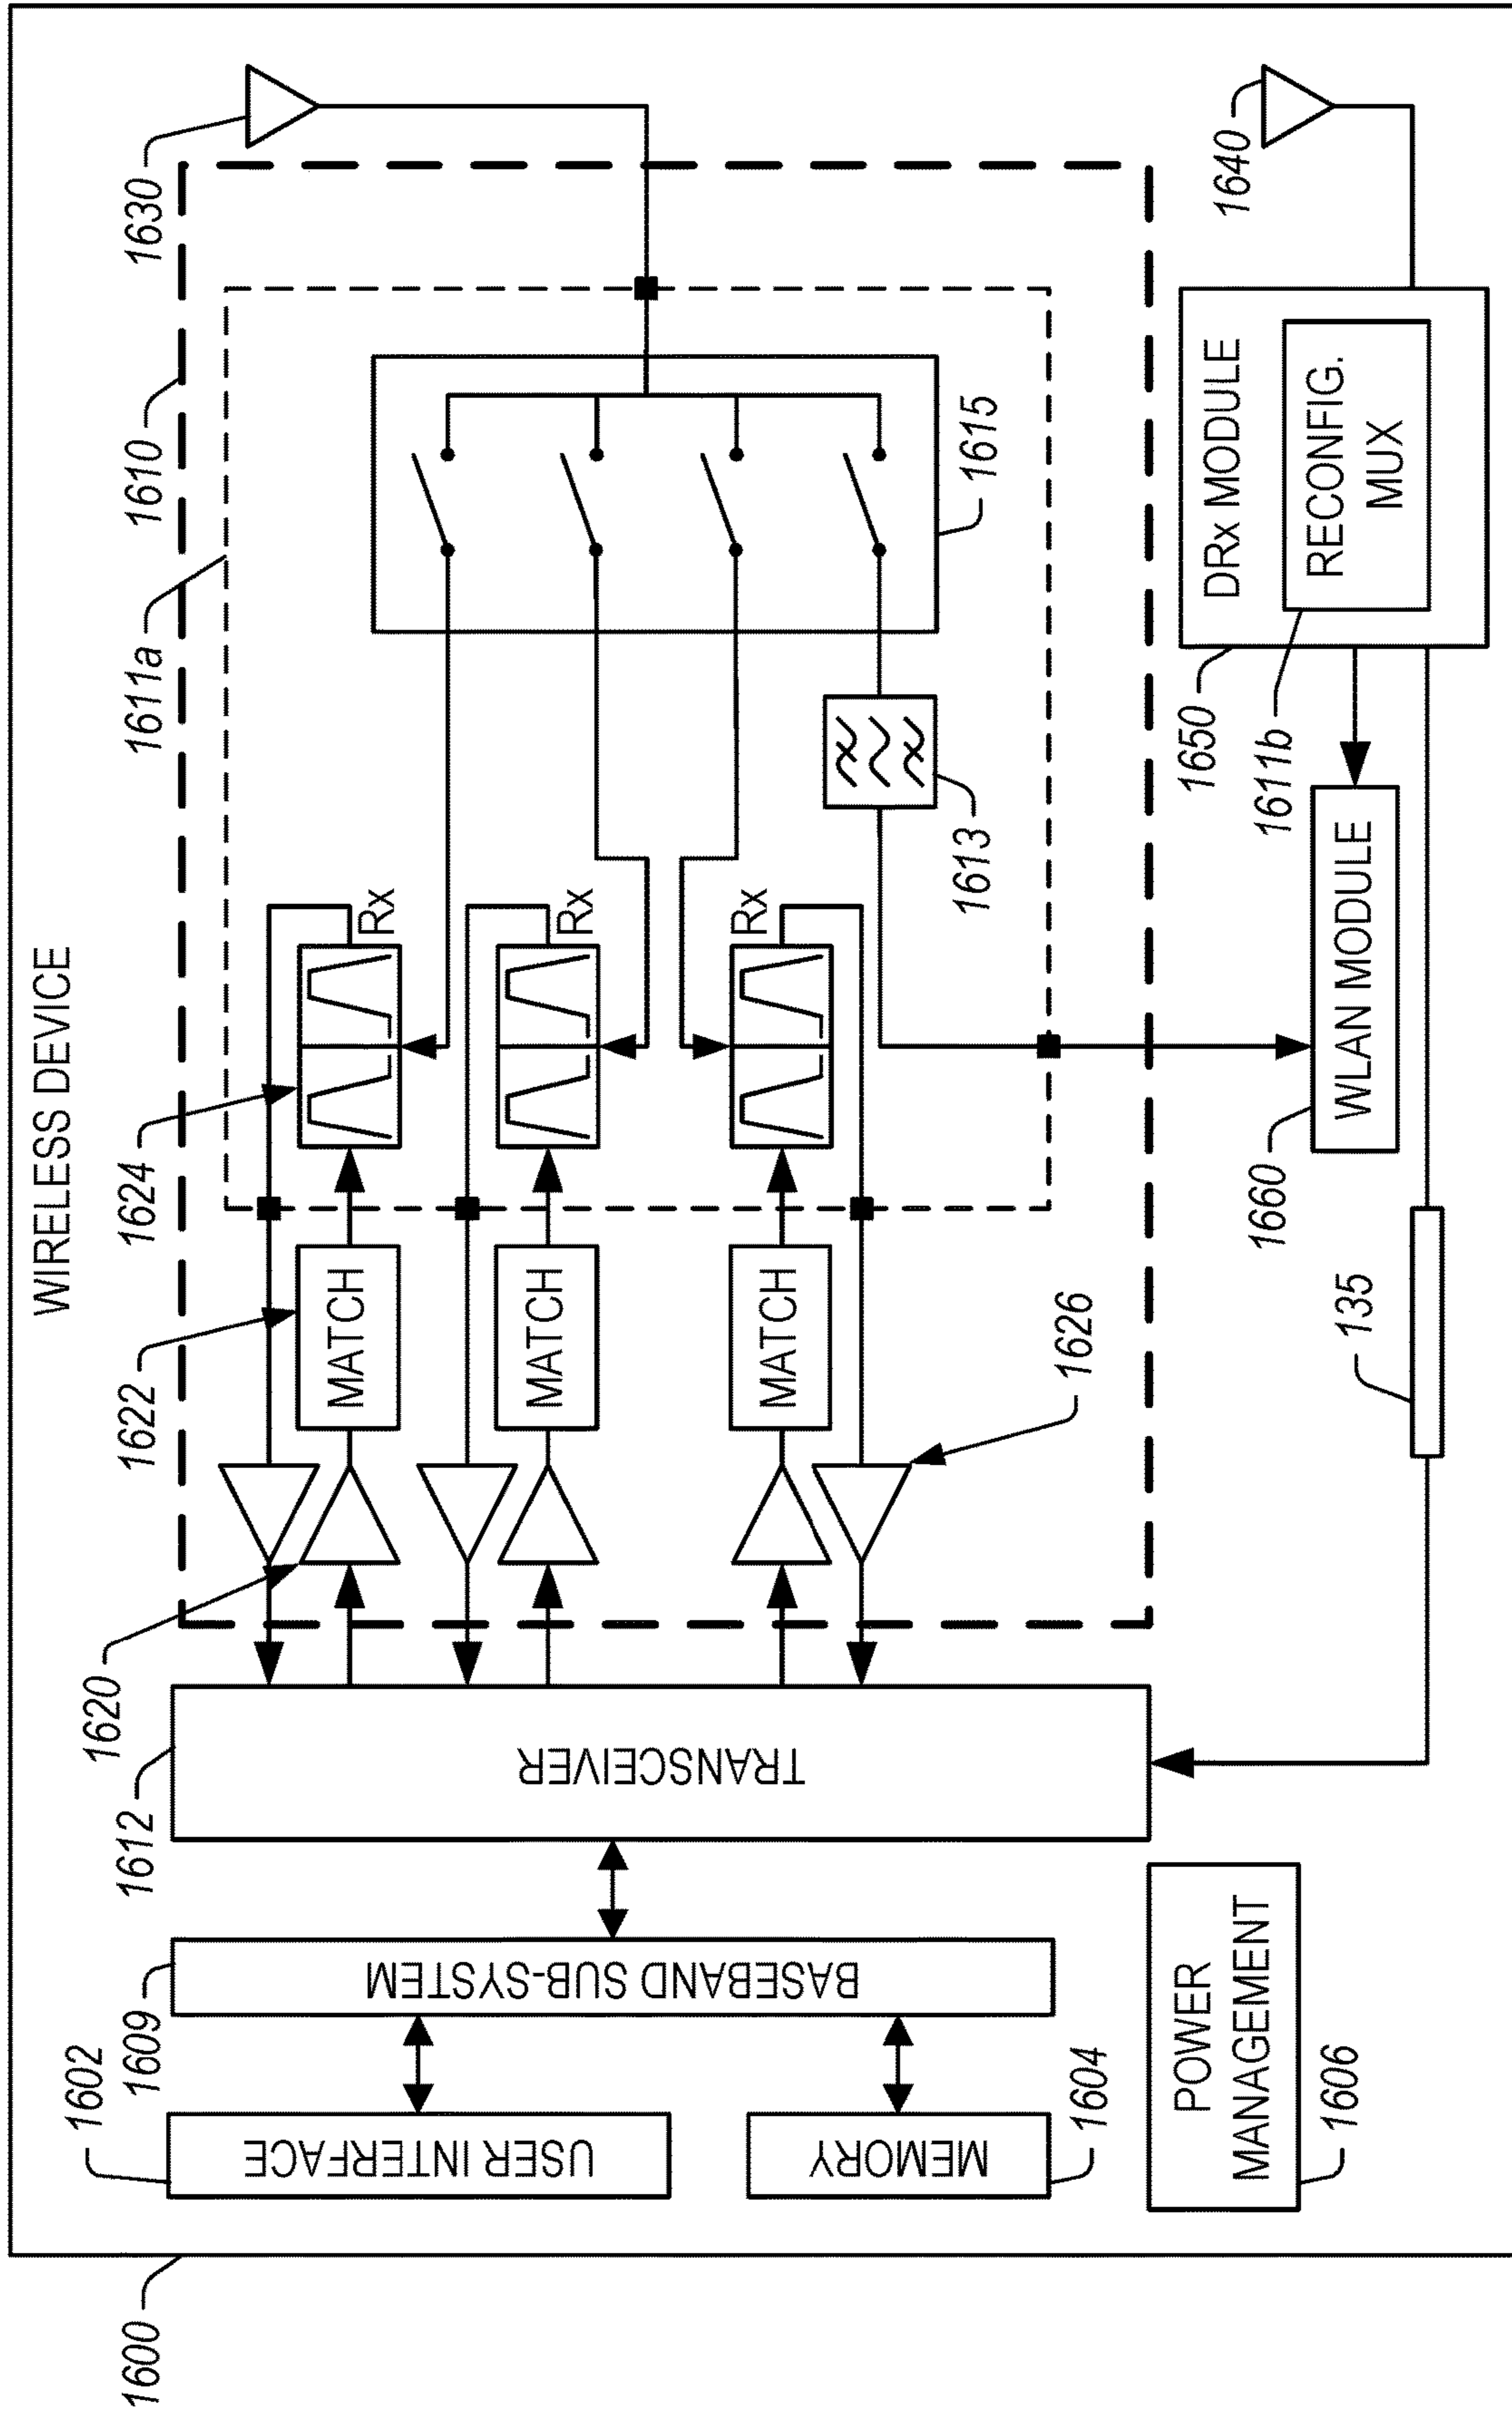 WIRELESS DEVICE
1600
1602
USER INTERFACE
1604
MEMORY
1606
POWER
MANAGEMENT
1609
BASEBAND SUB-SYSTEM
1612
TRANSCEIVER
1620
1622
MATCH
MATCH
MATCH
1626
1624
Rx
Rx
Rx
1611a
1610
1630
1613
1615
135
1660
WLAN MODULE
1650
1611b
DRx MODULE
RECONFIG.
MUX
1640